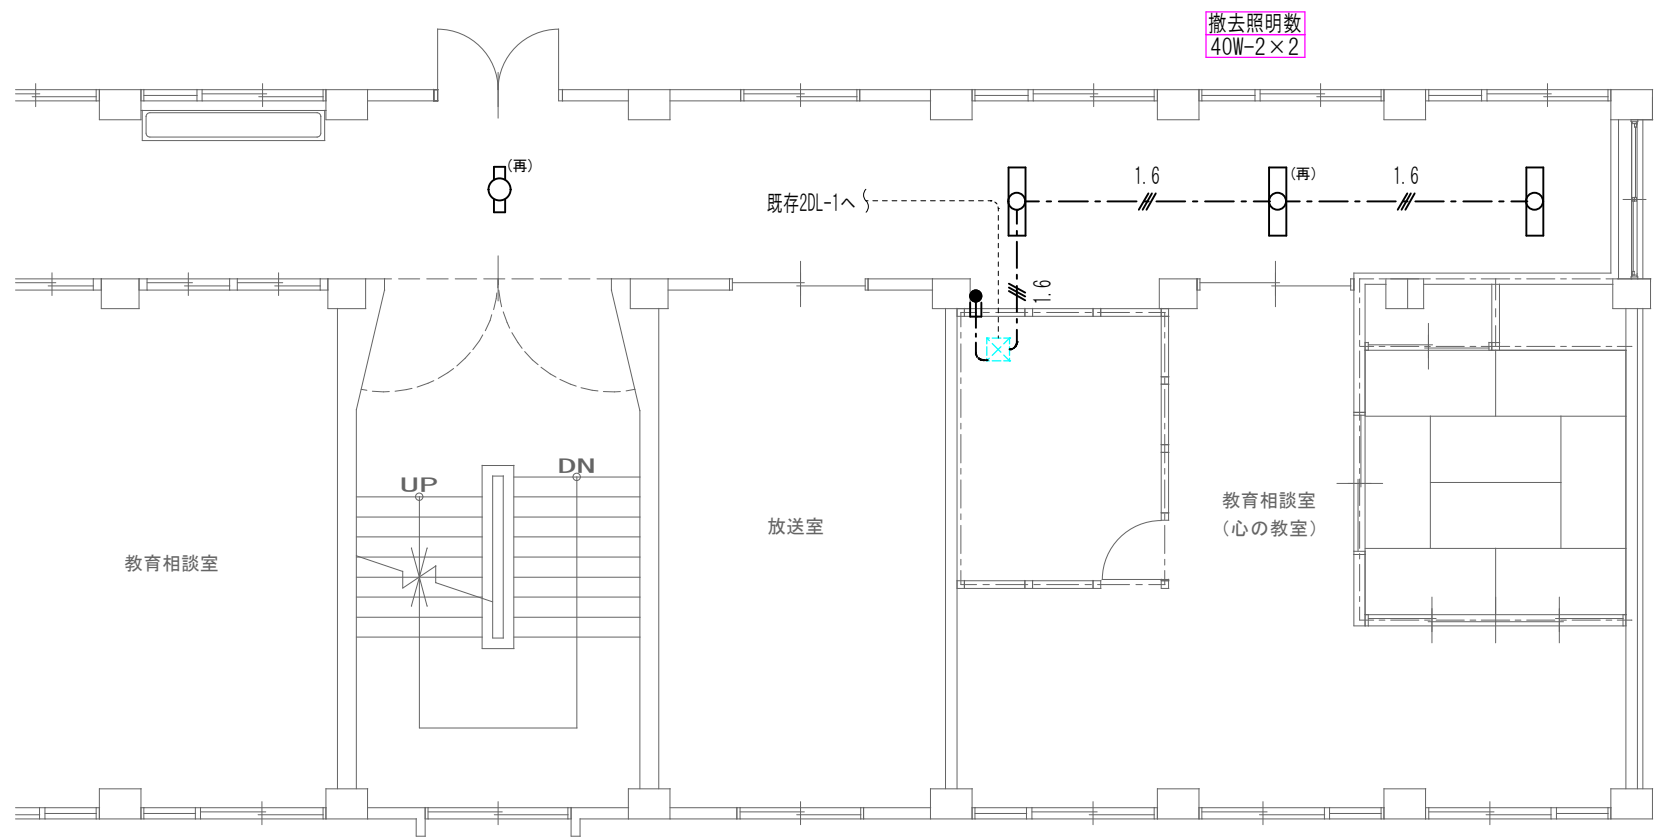 撤去照明数
40W-2×2
(再)
既存2DL-1へ
1.6
(再)
1.6
1.6
UP
DN
教育相談室
放送室
教育相談室
(心の教室)